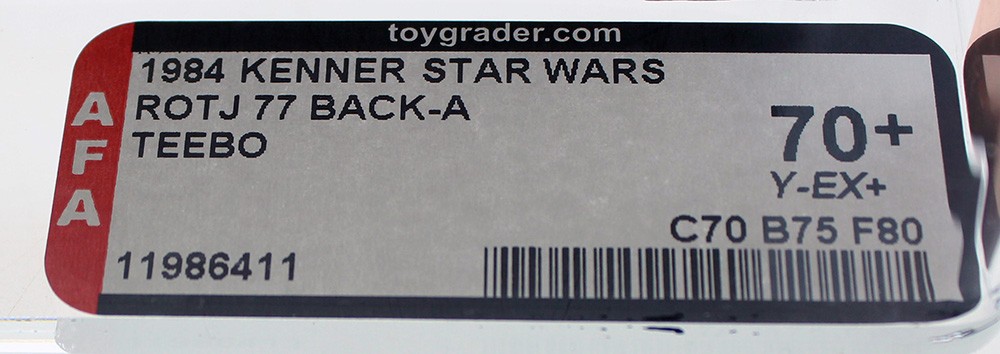 toygrader.com
AFA
1984 KENNER STAR WARS
ROTJ 77 BACK-A
TEEBO
70+
Y-EX+
C70 B75 F80
11986411